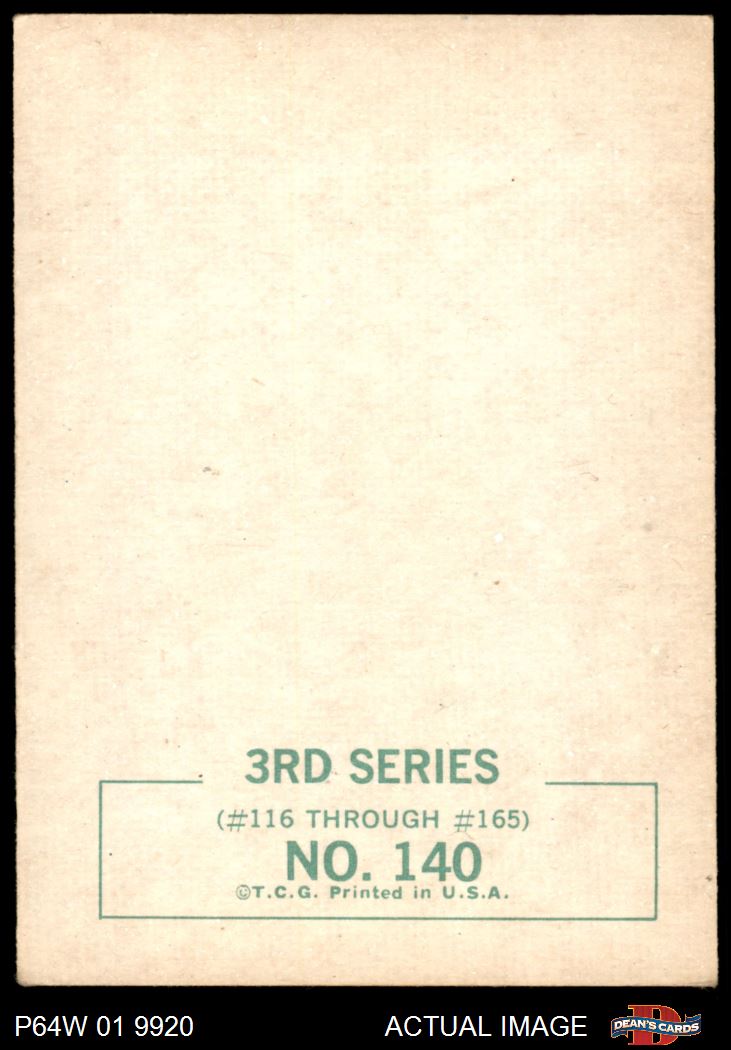 3RD SERIES
(#116 THROUGH #165)
NO. 140
©T.C.G. Printed in U.S.A.
P64W 01 9920
ACTUAL IMAGE
DEAN'S CARDS